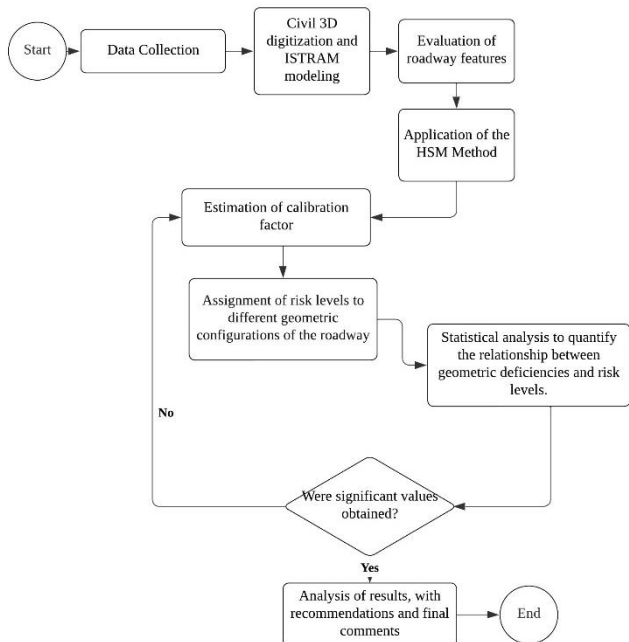 Start
Data Collection
Civil 3D
digitization and
ISTRAM
modeling
Evaluation of
roadway features
Application of the
HSM Method
Estimation of calibration
factor
Assignment of risk levels to
different geometric
configurations of the roadway
Statistical analysis to quantify
the relationship between
geometric deficiencies and risk
levels.
No
Were significant values
obtained?
Yes
Analysis of results, with
recommendations and final
comments
End